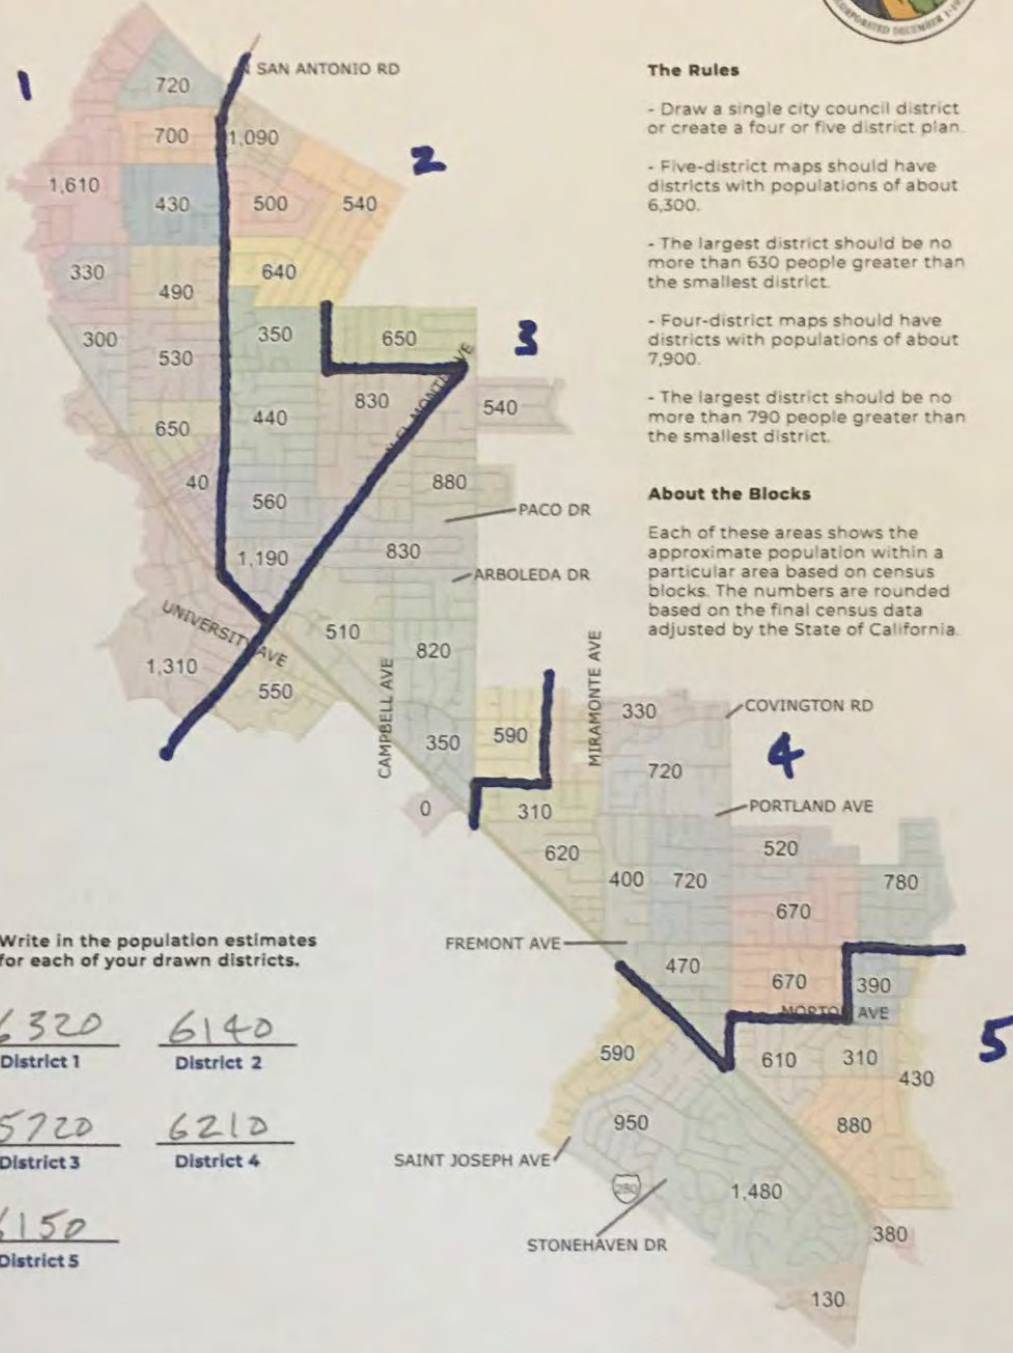 INCORPORATED DECEMBER 1
1
SAN ANTONIO RD
720
700
1,090
2
1,610
430
500
540
330
490
640
300
530
350
650
3
830
540
650
440
40
560
880
PACO DR
1,190
830
ARBOLEDA DR
UNIVERSITY AVE
510
820
1,310
550
CAMPBELL AVE
350
590
MIRAMONTE AVE
330
COVINGTON RD
720
4
0
310
PORTLAND AVE
620
520
400
720
780
670
FREMONT AVE
470
670
390
MORTON AVE
5
590
610
310
430
950
880
SAINT JOSEPH AVE
280
1,480
STONEHAVEN DR
380
130
The Rules
- Draw a single city council district
or create a four or five district plan.
- Five-district maps should have
districts with populations of about
6,300.
- The largest district should be no
more than 630 people greater than
the smallest district.
- Four-district maps should have
districts with populations of about
7,900.
- The largest district should be no
more than 790 people greater than
the smallest district.
About the Blocks
Each of these areas shows the
approximate population within a
particular area based on census
blocks. The numbers are rounded
based on the final census data
adjusted by the State of California.
Write in the population estimates
for each of your drawn districts.
6320 6140
District 1 District 2
5720 6210
District 3 District 4
6150
District 5